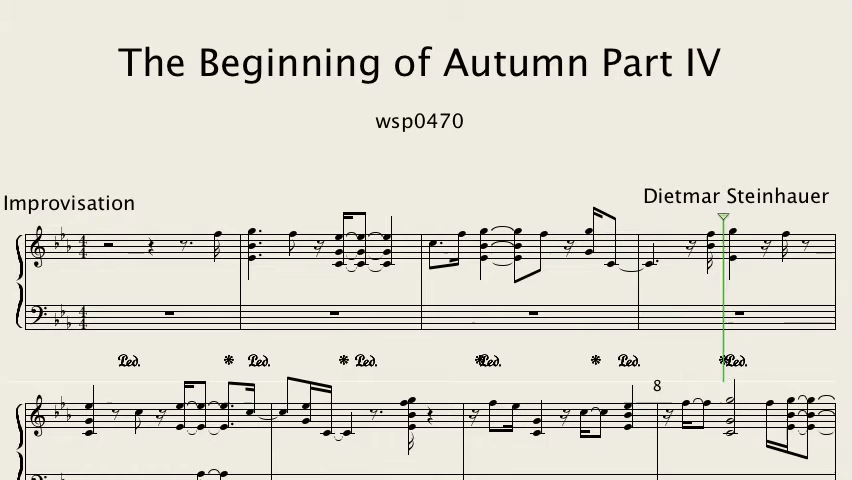 The Beginning of Autumn Part IV
wsp0470
Improvisation
Dietmar Steinhauer
Ped. Ped. Ped. Ped. Ped. Ped.
8